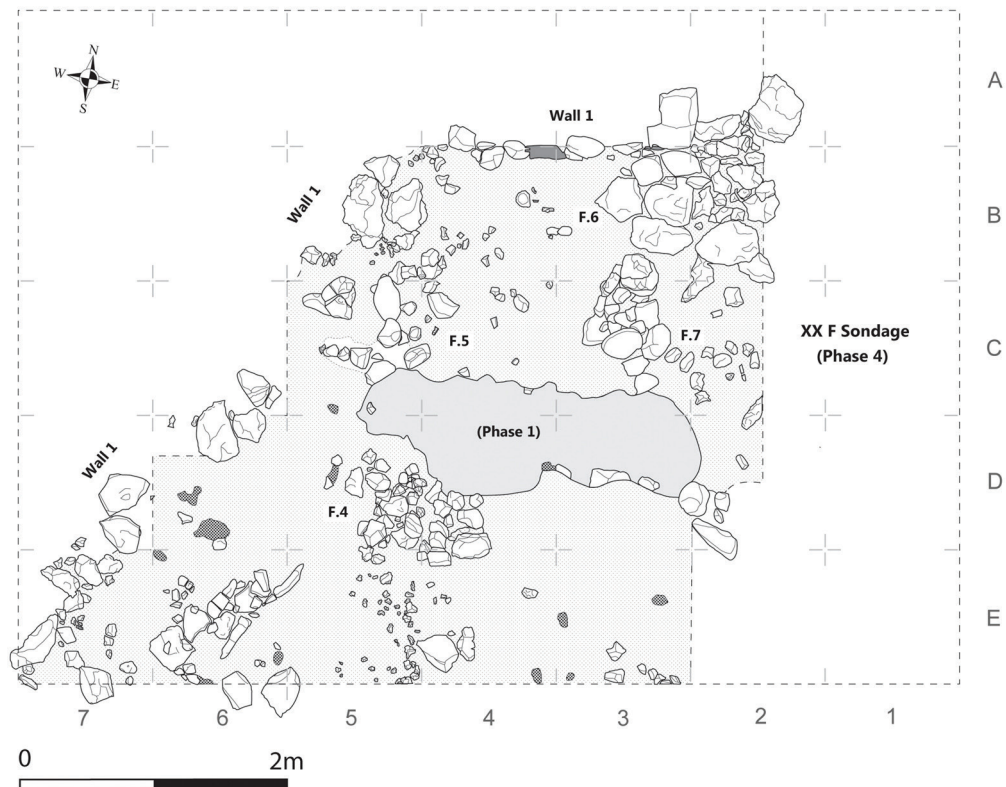 N
W E
S
A
Wall 1
Wall 1
B
F.6
F.5
F.7
XX F Sondage
(Phase 4)
C
(Phase 1)
Wall 1
F.4
D
E
7 6 5 4 3 2 1
0 2m